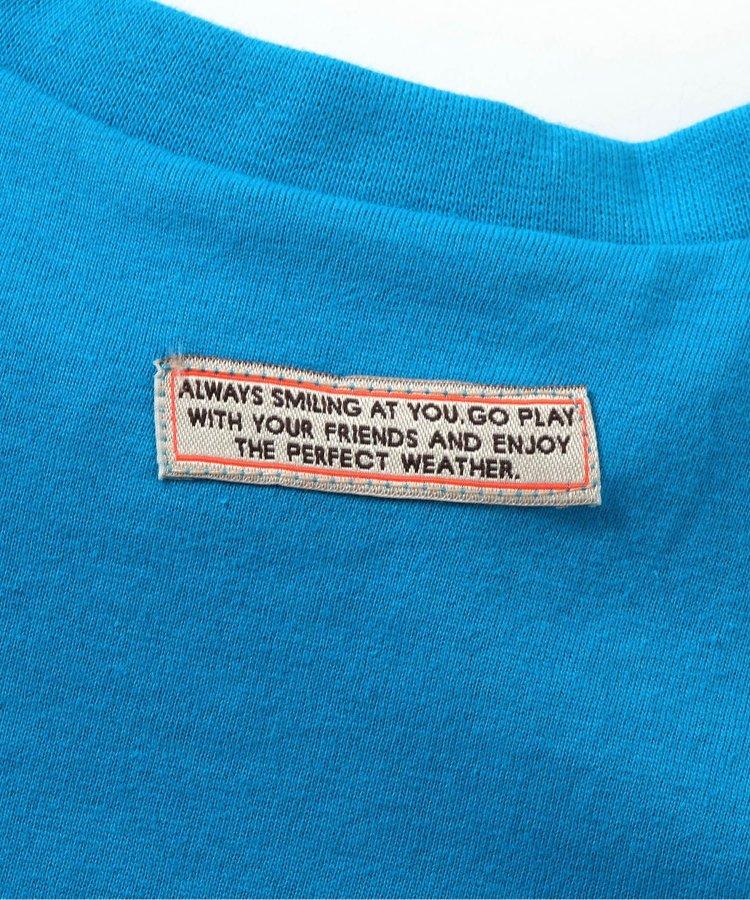 ALWAYS SMILING AT YOU.GO PLAY
WITH YOUR FRIENDS AND ENJOY
THE PERFECT WEATHER.